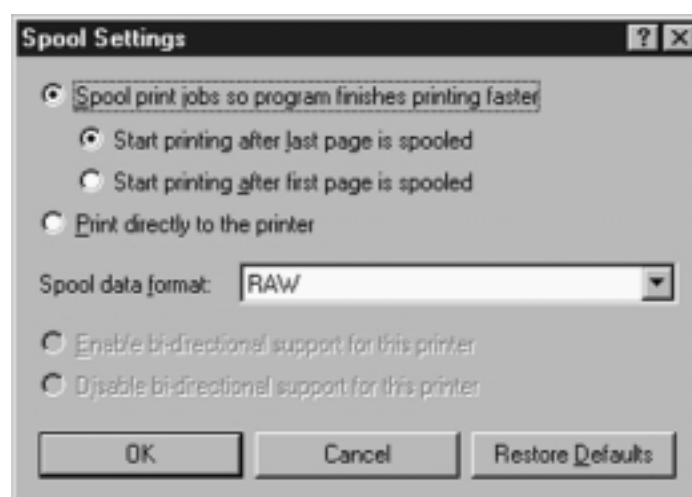 Spool Settings
Spool print jobs so program finishes printing faster
Start printing after last page is spooled
Start printing after first page is spooled
Print directly to the printer
Spool data format: RAW
Enable bi-directional support for this printer
Disable bi-directional support for this printer
OK Cancel Restore Defaults